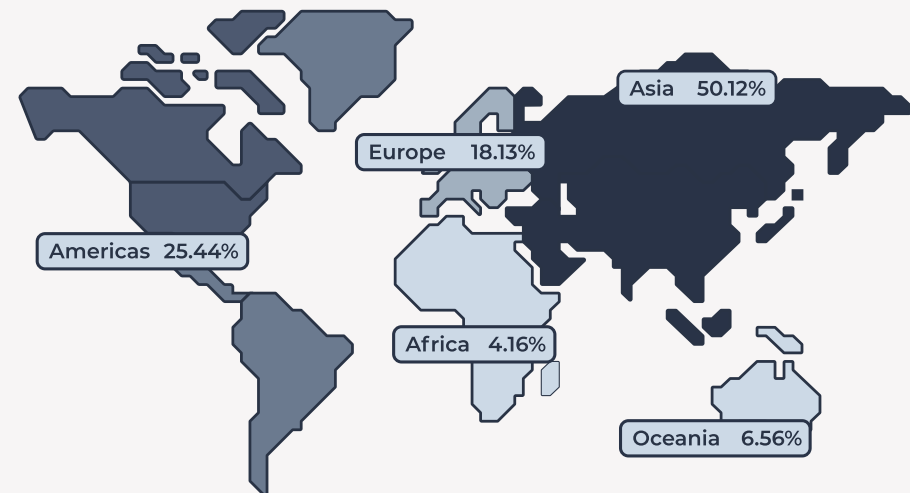 Asia 50.12%
Europe 18.13%
Americas 25.44%
Africa 4.16%
Oceania 6.56%